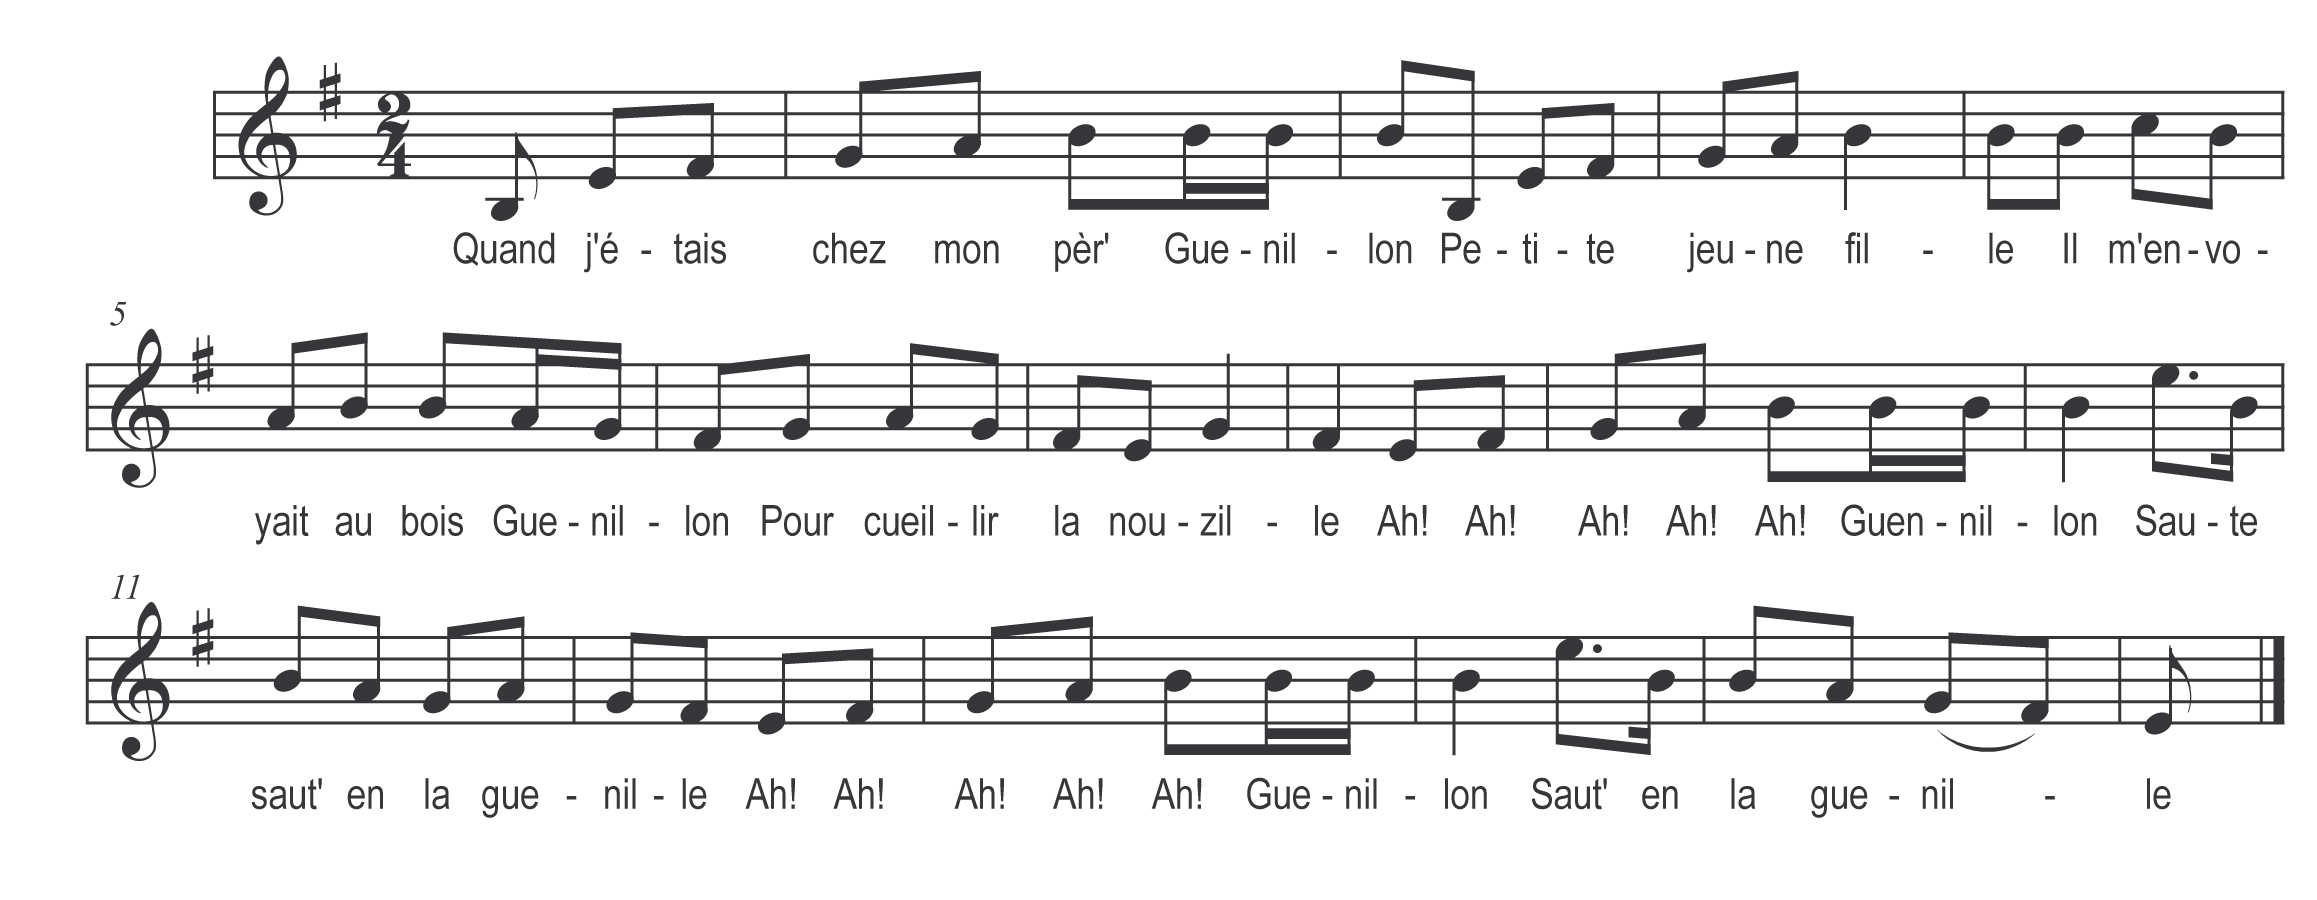 2
4
Quand j'é - tais chez mon pèr' Gue - nil - lon Pe - ti - te jeu - ne fil - le Il m'en - vo -
5
yait au bois Gue - nil - lon Pour cueil - lir la nou - zil - le Ah! Ah! Ah! Ah! Ah! Guen - nil - lon Sau - te
11
saut' en la gue - nil - le Ah! Ah! Ah! Ah! Ah! Gue - nil - lon Saut' en la gue - nil - le